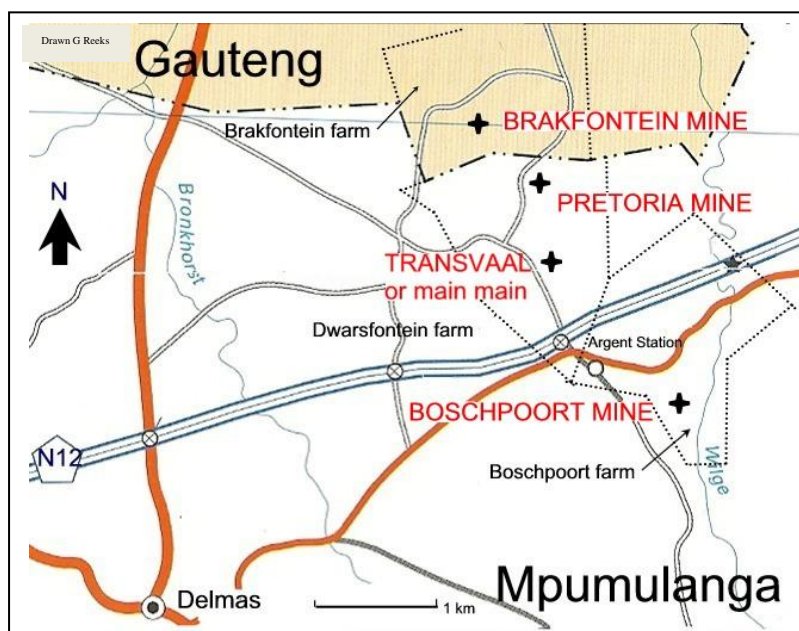 Drawn G Reeks
Gauteng
Brakfontein farm
BRAKFONTEIN MINE
N
Bronkhorst
PRETORIA MINE
TRANSVAAL
or main main
Dwarsfontein farm
Argent Station
BOSCHPOORT MINE
N12
Boschpoort farm
Wilge
Mpumulanga
Delmas
1 km